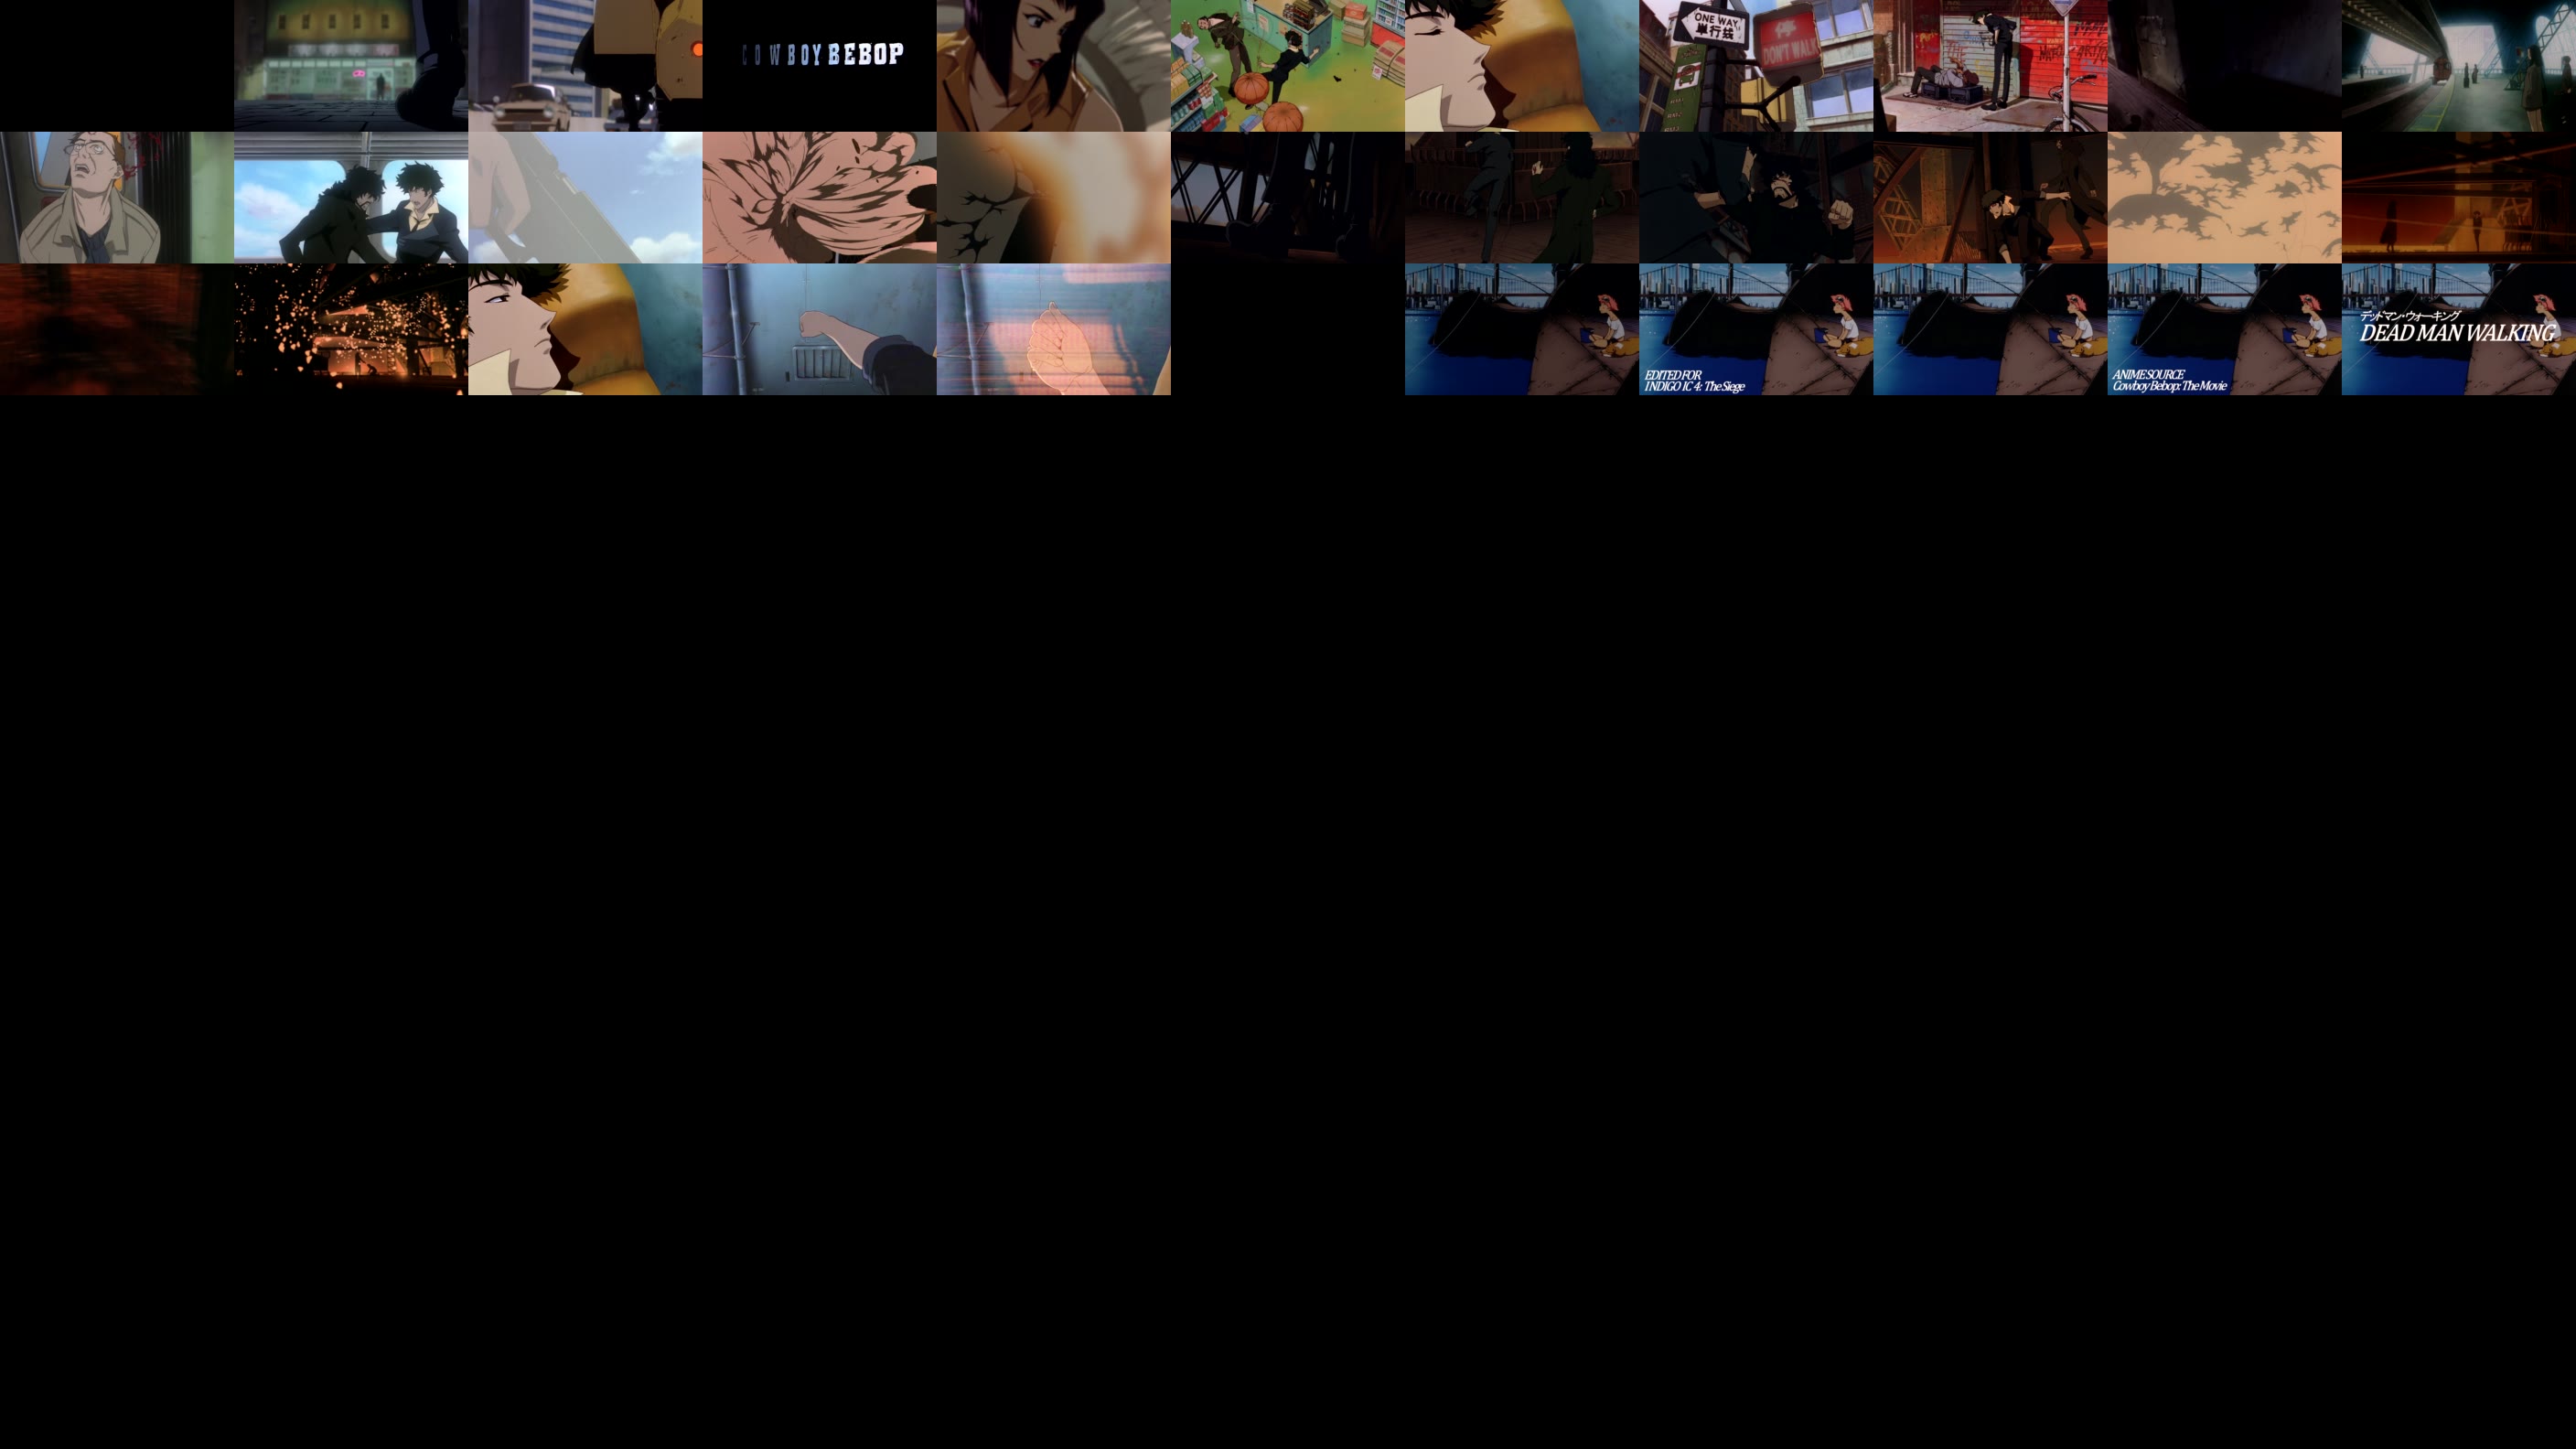 COWBOY BEBOP
ONE WAY
単行线
DON'T WALK
EDITED FOR
INDIGO IC 4: The Siege
ANIME SOURCE
Cowboy Bebop: The Movie
デッドマン・ウォーキング
DEAD MAN WALKING